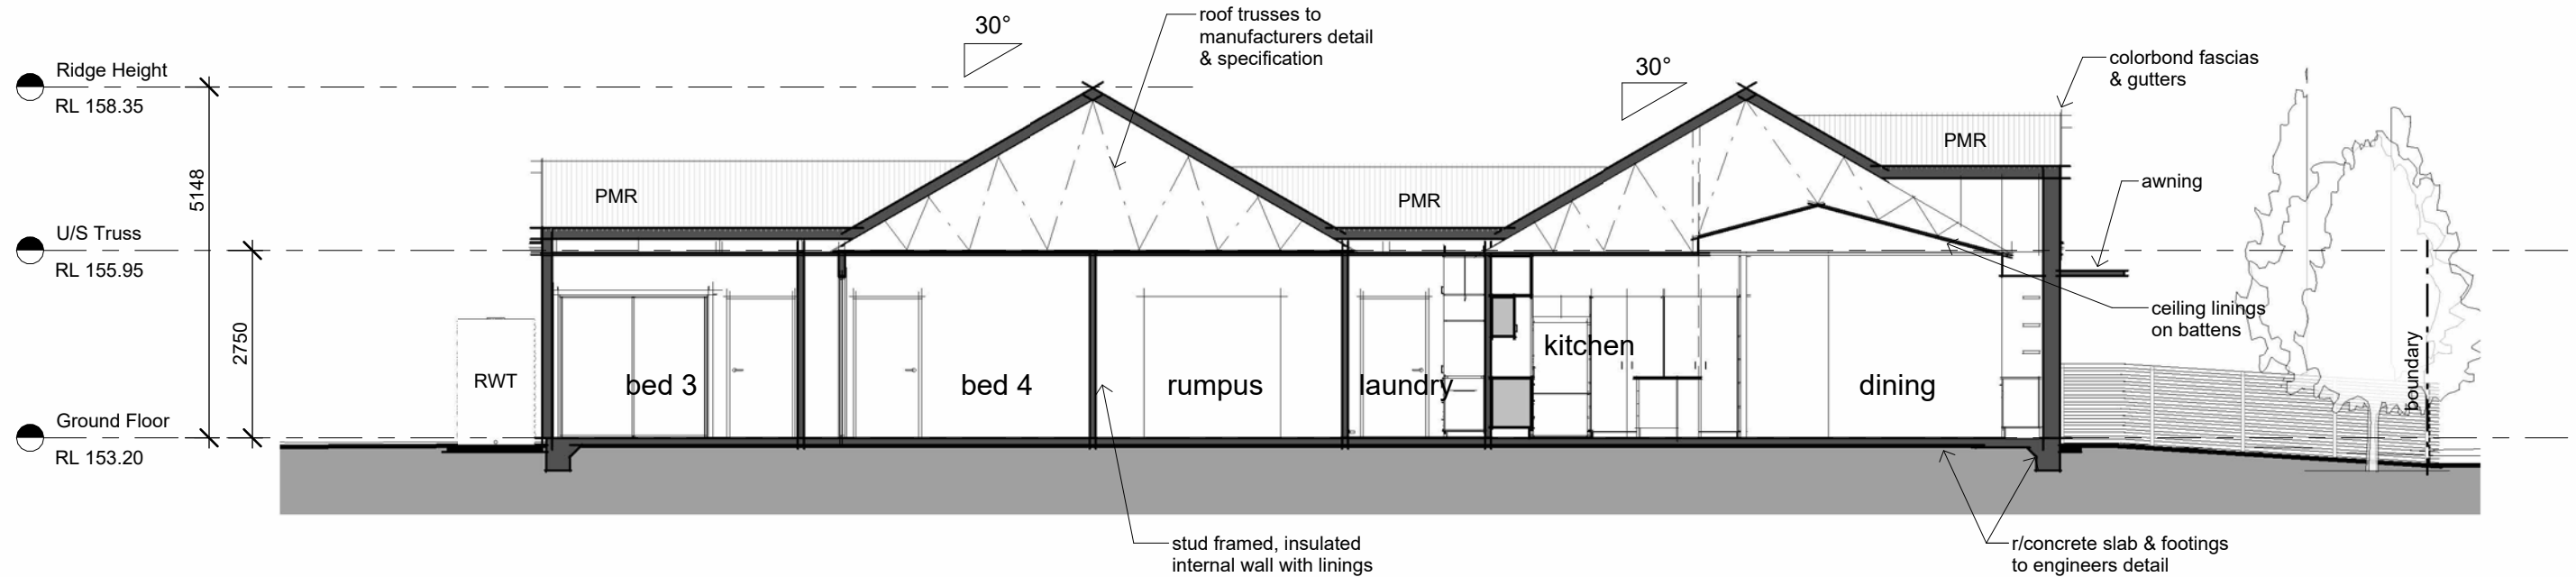 30°
roof trusses to
manufacturers detail
& specification
30°
colorbond fascias
& gutters
Ridge Height
RL 158.35
5148
PMR
PMR
PMR
awning
U/S Truss
RL 155.95
2750
ceiling linings
on battens
RWT
bed 3
bed 4
rumpus
laundry
kitchen
dining
boundary
Ground Floor
RL 153.20
stud framed, insulated
internal wall with linings
r/concrete slab & footings
to engineers detail